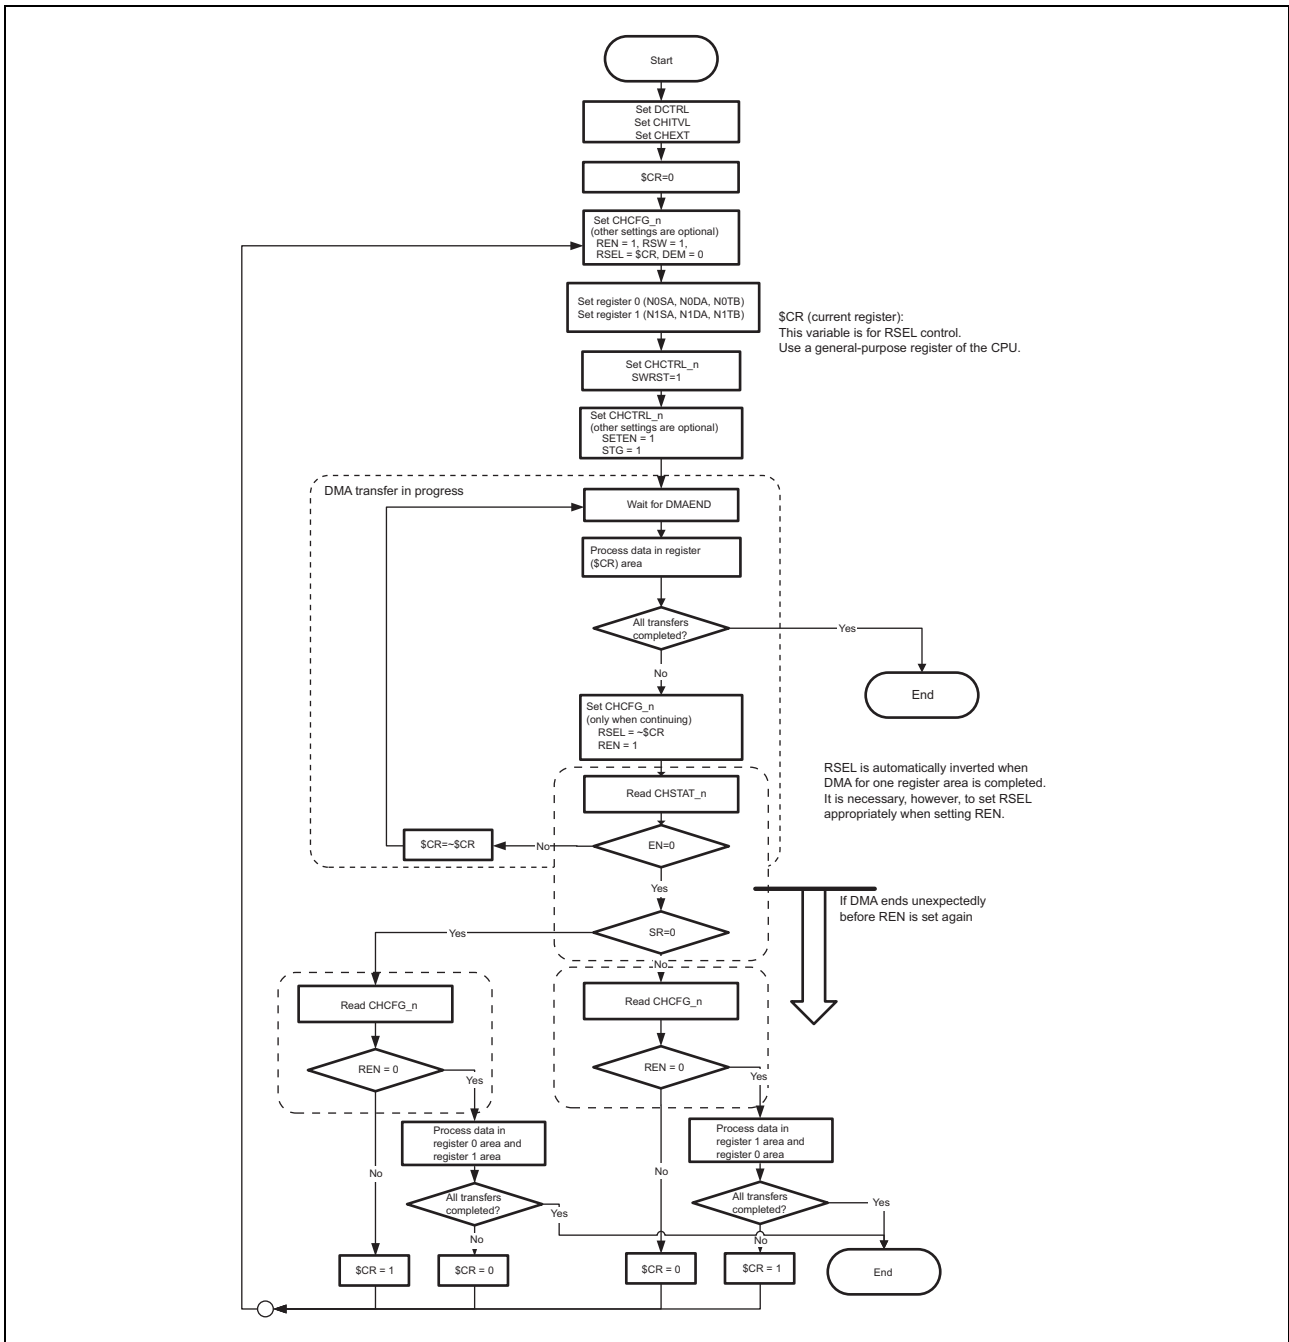 Start
Set DCTRL
Set CHITVL
Set CHEXT
$CR=0
Set CHCFG_n
(other settings are optional)
REN = 1, RSW = 1,
RSEL = $CR, DEM = 0
Set register 0 (N0SA, N0DA, N0TB)
Set register 1 (N1SA, N1DA, N1TB)
$CR (current register):
This variable is for RSEL control.
Use a general-purpose register of the CPU.
Set CHCTRL_n
SWRST=1
Set CHCTRL_n
(other settings are optional)
SETEN = 1
STG = 1
DMA transfer in progress
Wait for DMAEND
Process data in register
($CR) area
All transfers
completed?
Yes
No
End
Set CHCFG_n
(only when continuing)
RSEL = ~$CR
REN = 1
RSEL is automatically inverted when
DMA for one register area is completed.
It is necessary, however, to set RSEL
appropriately when setting REN.
Read CHSTAT_n
$CR=~$CR
No
EN=0
Yes
If DMA ends unexpectedly
before REN is set again
Yes
SR=0
No
Read CHCFG_n
Read CHCFG_n
REN = 0
Yes
REN = 0
Yes
Process data in
register 0 area and
register 1 area
Process data in
register 1 area and
register 0 area
No
No
All transfers
completed?
Yes
All transfers
completed?
Yes
No
No
$CR = 1
$CR = 0
$CR = 0
$CR = 1
End